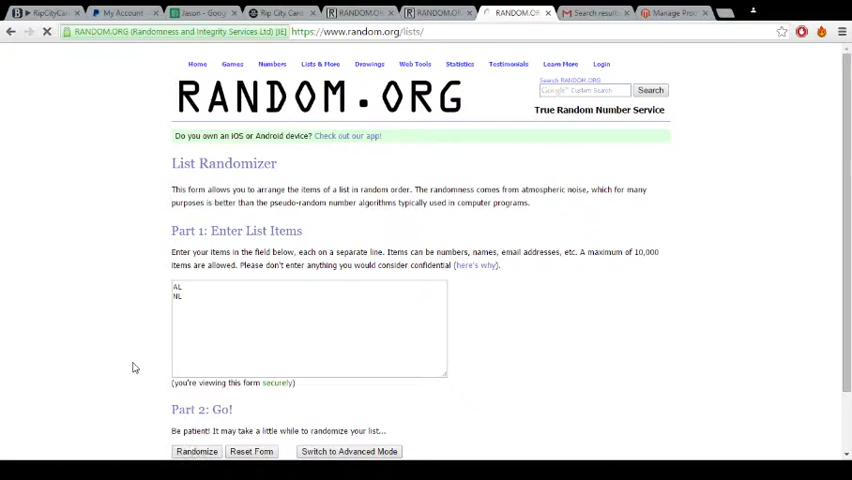 RipCityCar
My Account
Jason - Goog
Rip City Card
RANDOM.OR
RANDOM.OR
RANDOM.OR
Search result
Manage Pro
RANDOM.ORG (Randomness and Integrity Services Ltd) [IE] https://www.random.org/lists/
Home Games Numbers Lists & More Drawings Web Tools Statistics Testimonials Learn More Login
RANDOM.ORG
Search RANDOM.ORG
Google Custom Search Search
True Random Number Service
Do you own an iOS or Android device? Check out our app!
List Randomizer
This form allows you to arrange the items of a list in random order. The randomness comes from atmospheric noise, which for many
purposes is better than the pseudo-random number algorithms typically used in computer programs.
Part 1: Enter List Items
Enter your items in the field below, each on a separate line. Items can be numbers, names, email addresses, etc. A maximum of 10,000
items are allowed. Please don't enter anything you would consider confidential (here's why).
AL
NL
(you're viewing this form securely)
Part 2: Go!
Be patient! It may take a little while to randomize your list...
Randomize Reset Form Switch to Advanced Mode